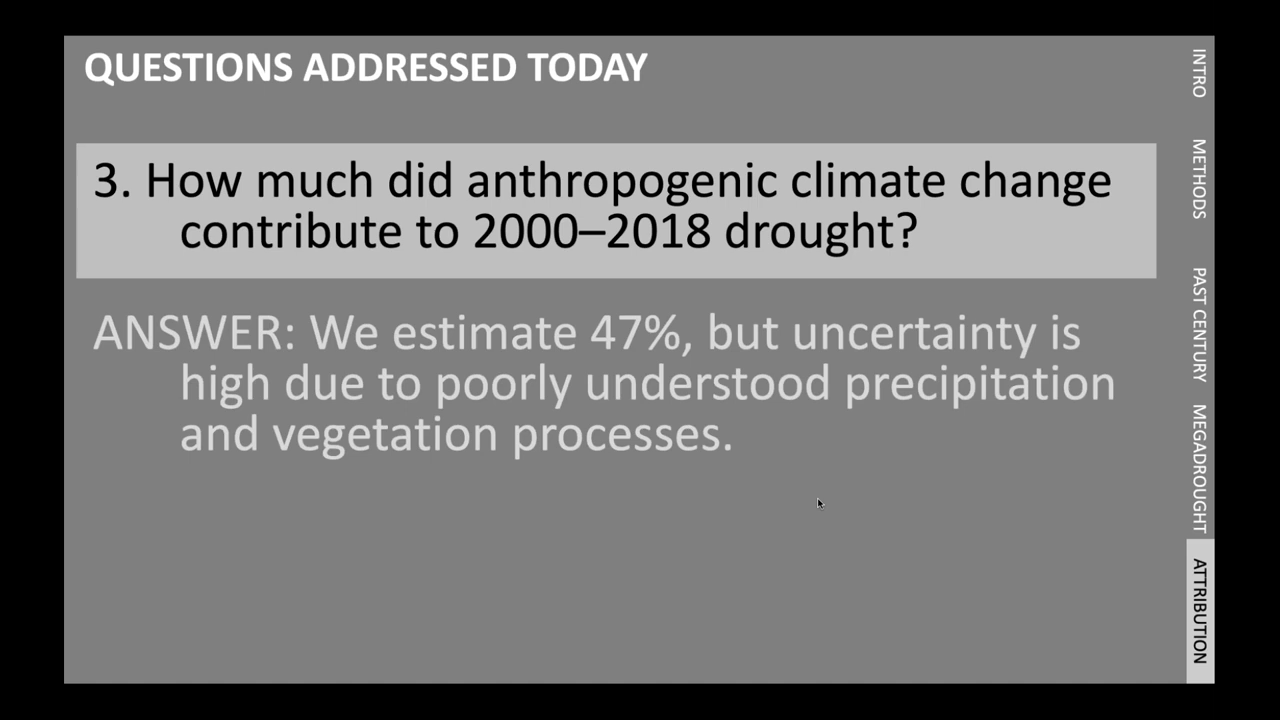 QUESTIONS ADDRESSED TODAY
3. How much did anthropogenic climate change
contribute to 2000–2018 drought?
ANSWER: We estimate 47%, but uncertainty is
high due to poorly understood precipitation
and vegetation processes.
INTRO
METHODS
PAST CENTURY
MEGADROUGHT
ATTRIBUTION